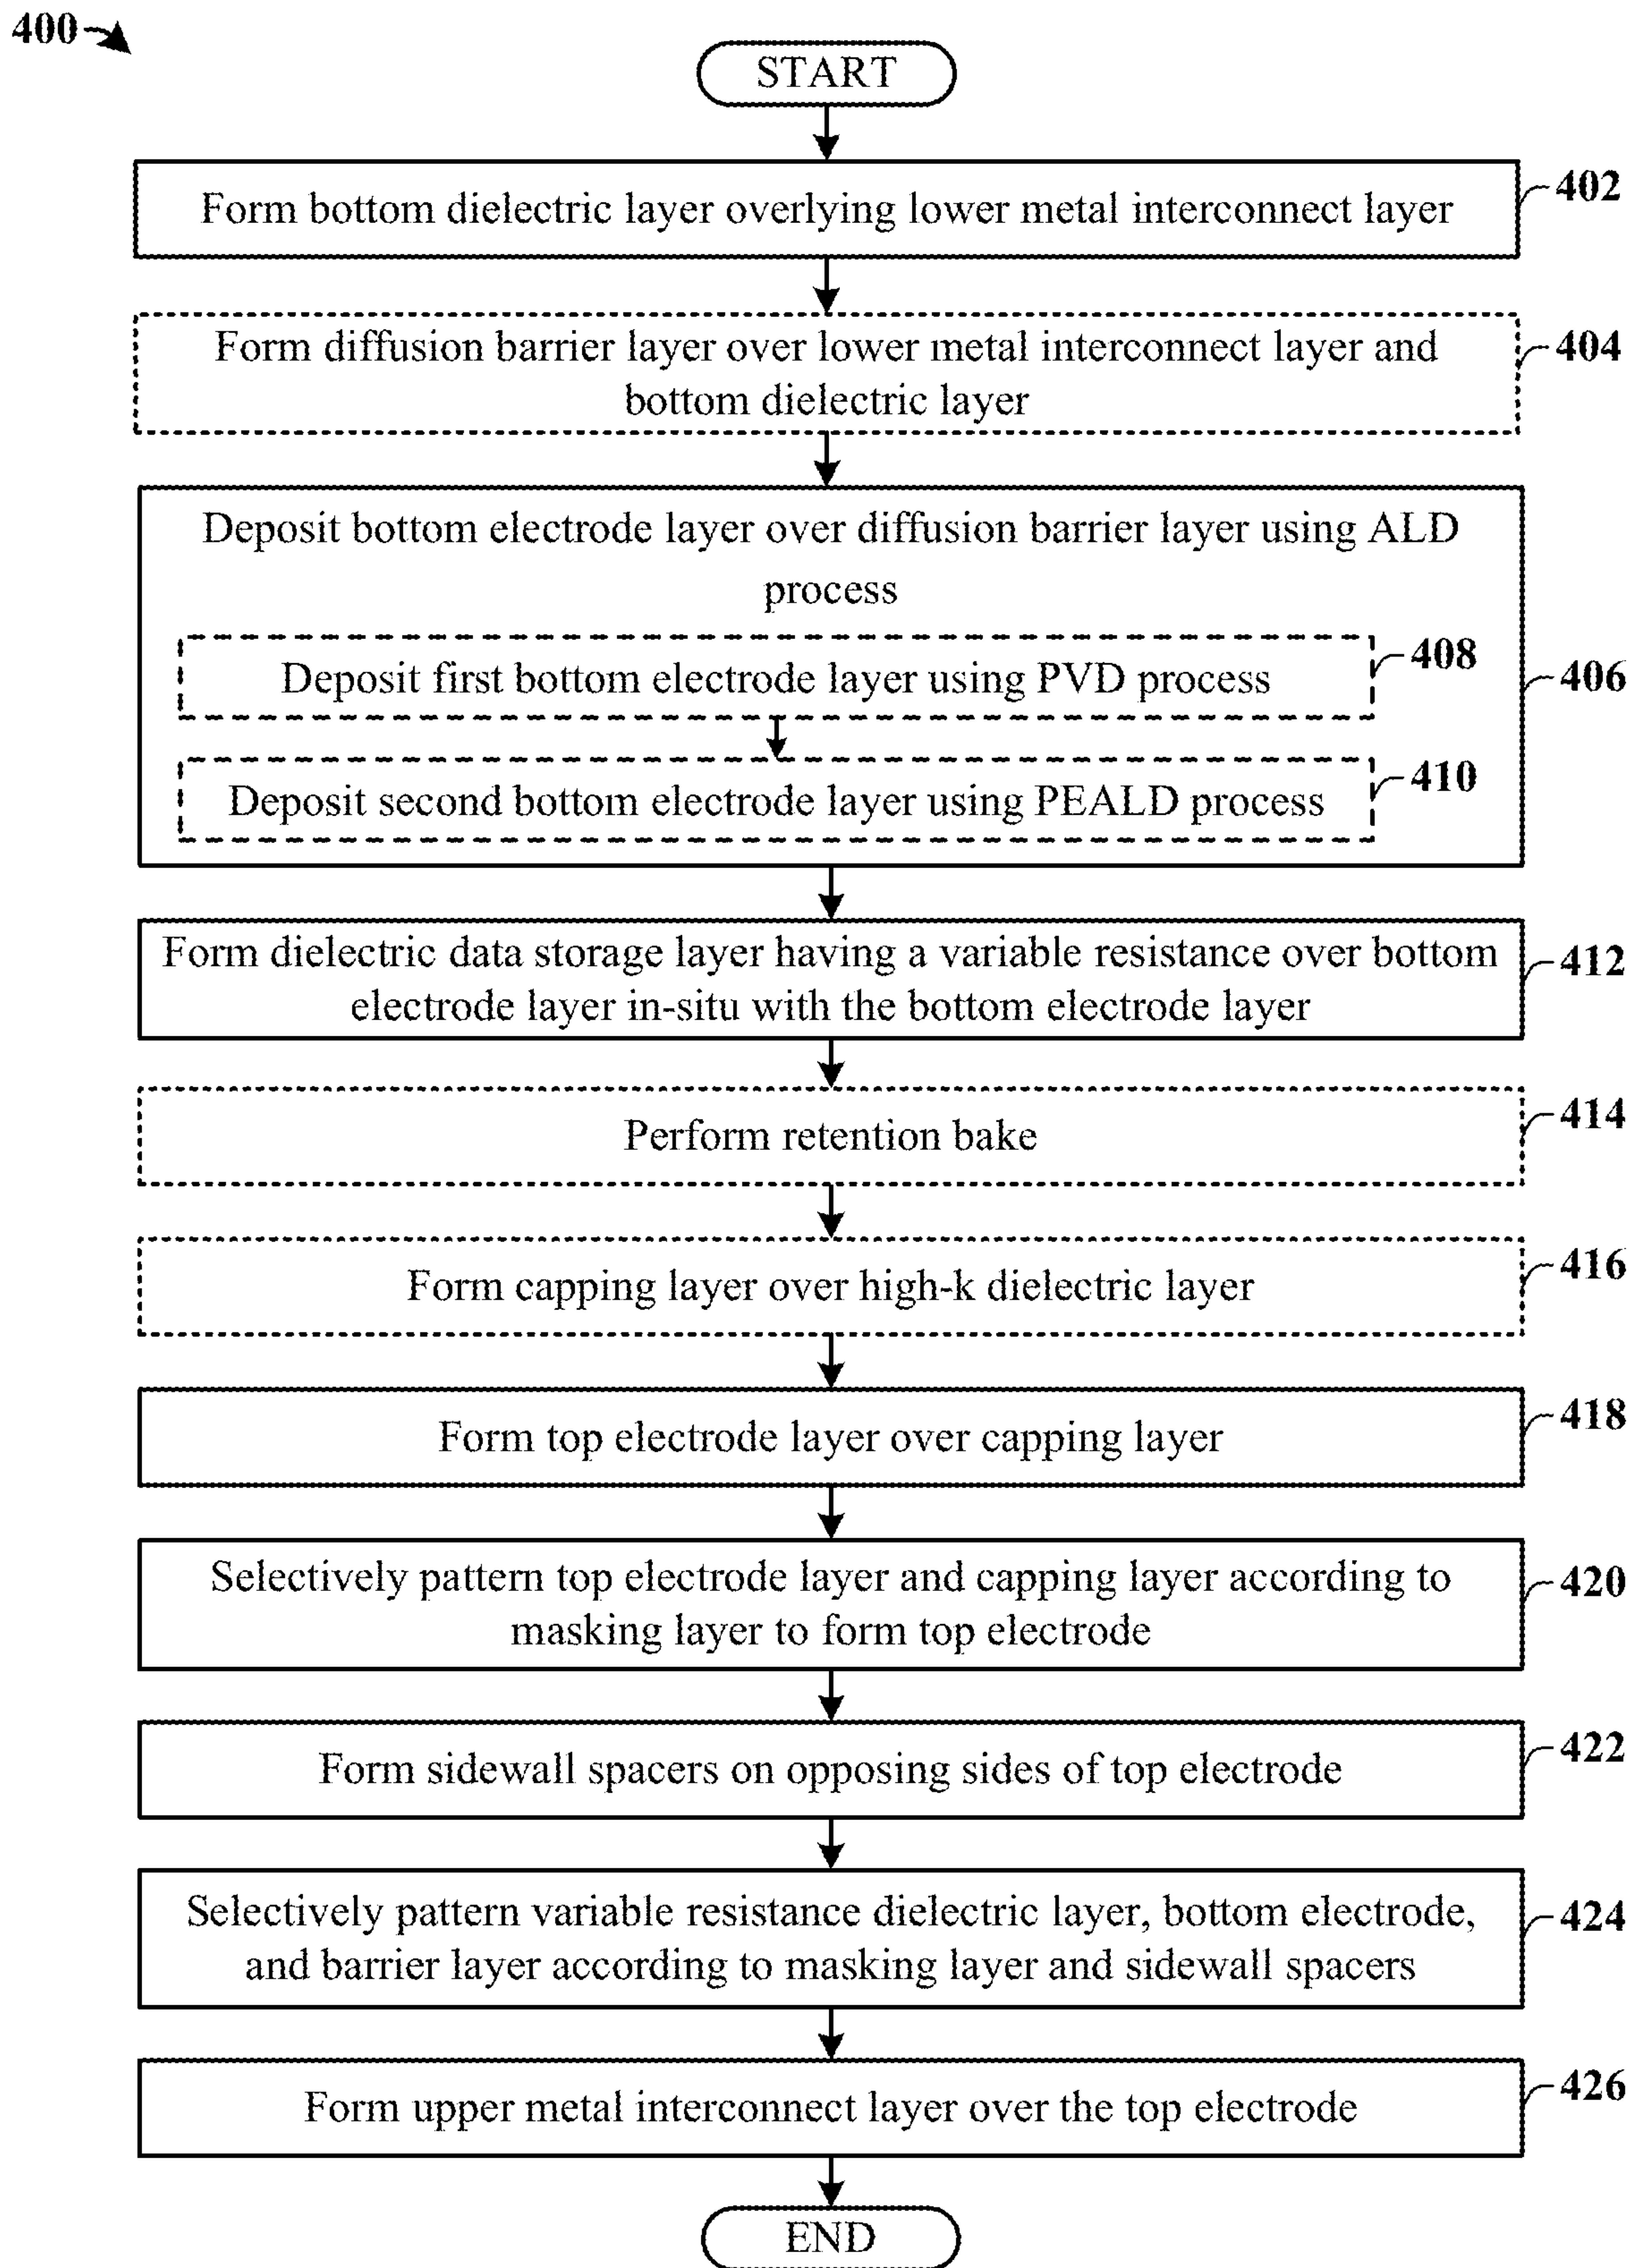 400
START
Form bottom dielectric layer overlying lower metal interconnect layer
402
Form diffusion barrier layer over lower metal interconnect layer and
bottom dielectric layer
404
Deposit bottom electrode layer over diffusion barrier layer using ALD
process
406
Deposit first bottom electrode layer using PVD process
408
Deposit second bottom electrode layer using PEALD process
410
Form dielectric data storage layer having a variable resistance over bottom
electrode layer in-situ with the bottom electrode layer
412
Perform retention bake
414
Form capping layer over high-k dielectric layer
416
Form top electrode layer over capping layer
418
Selectively pattern top electrode layer and capping layer according to
masking layer to form top electrode
420
Form sidewall spacers on opposing sides of top electrode
422
Selectively pattern variable resistance dielectric layer, bottom electrode,
and barrier layer according to masking layer and sidewall spacers
424
Form upper metal interconnect layer over the top electrode
426
END